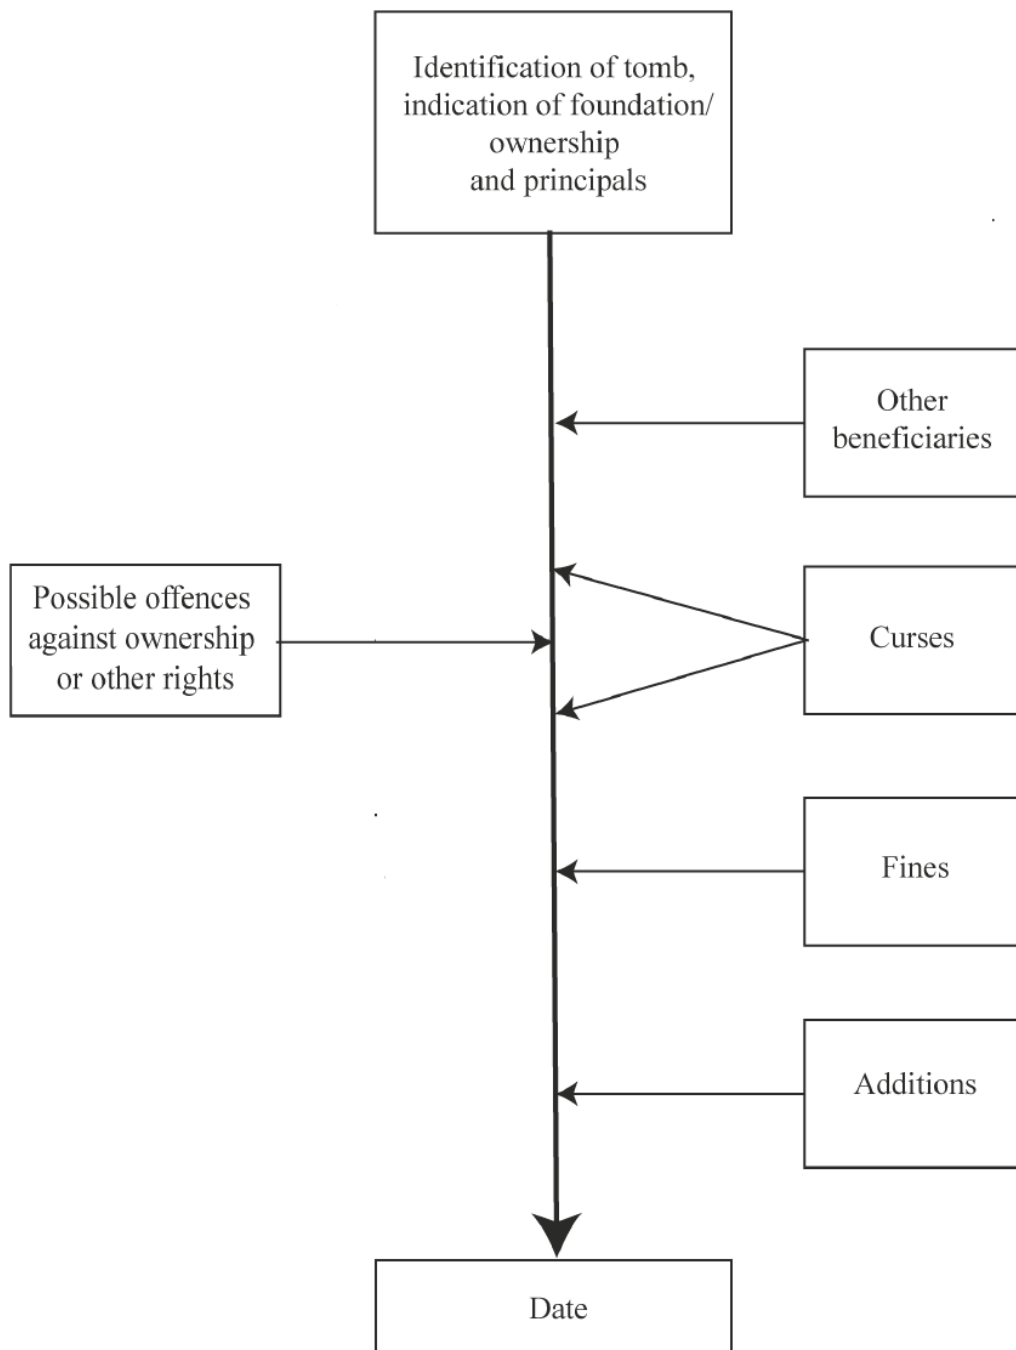 Identification of tomb,
indication of foundation/
ownership
and principals
Other
beneficiaries
Possible offences
against ownership
or other rights
Curses
Fines
Additions
Date